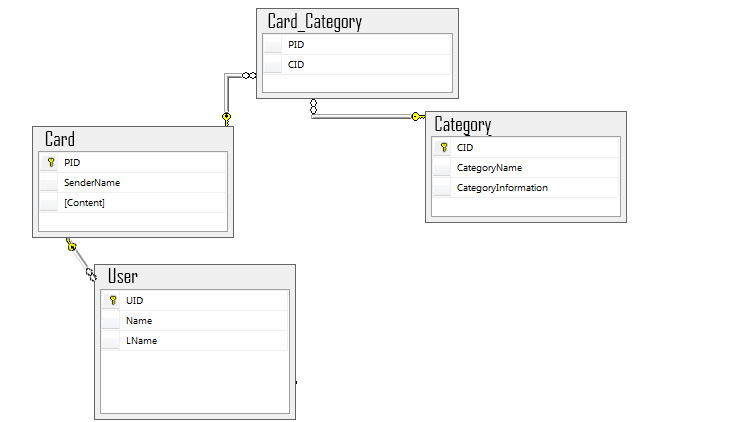 Card_Category
PID
CID
Card
PID
SenderName
[Content]
Category
CID
CategoryName
CategoryInformation
User
UID
Name
LName